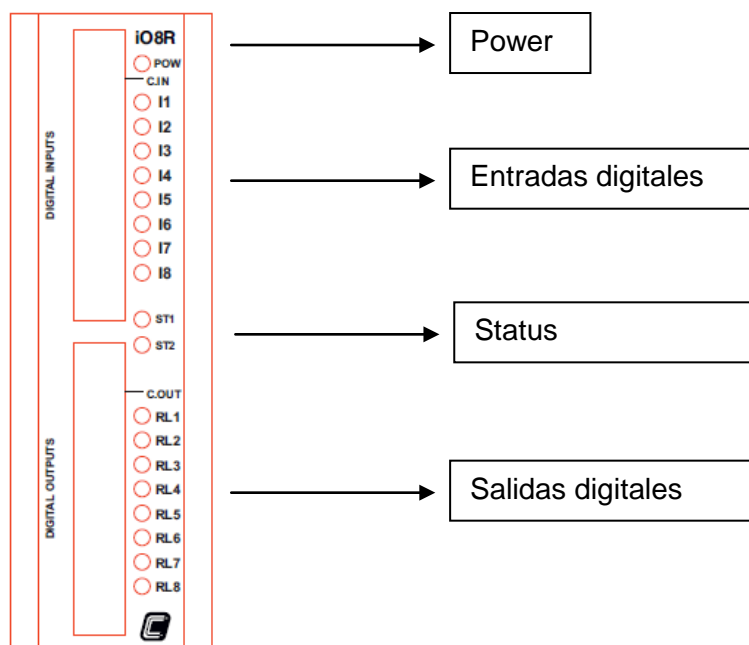 iO8R
Power
POW
C.IN
I1
I2
I3
DIGITAL INPUTS
I4
Entradas digitales
I5
I6
I7
I8
ST1
Status
ST2
C.OUT
RL1
RL2
RL3
DIGITAL OUTPUTS
RL4
Salidas digitales
RL5
RL6
RL7
RL8